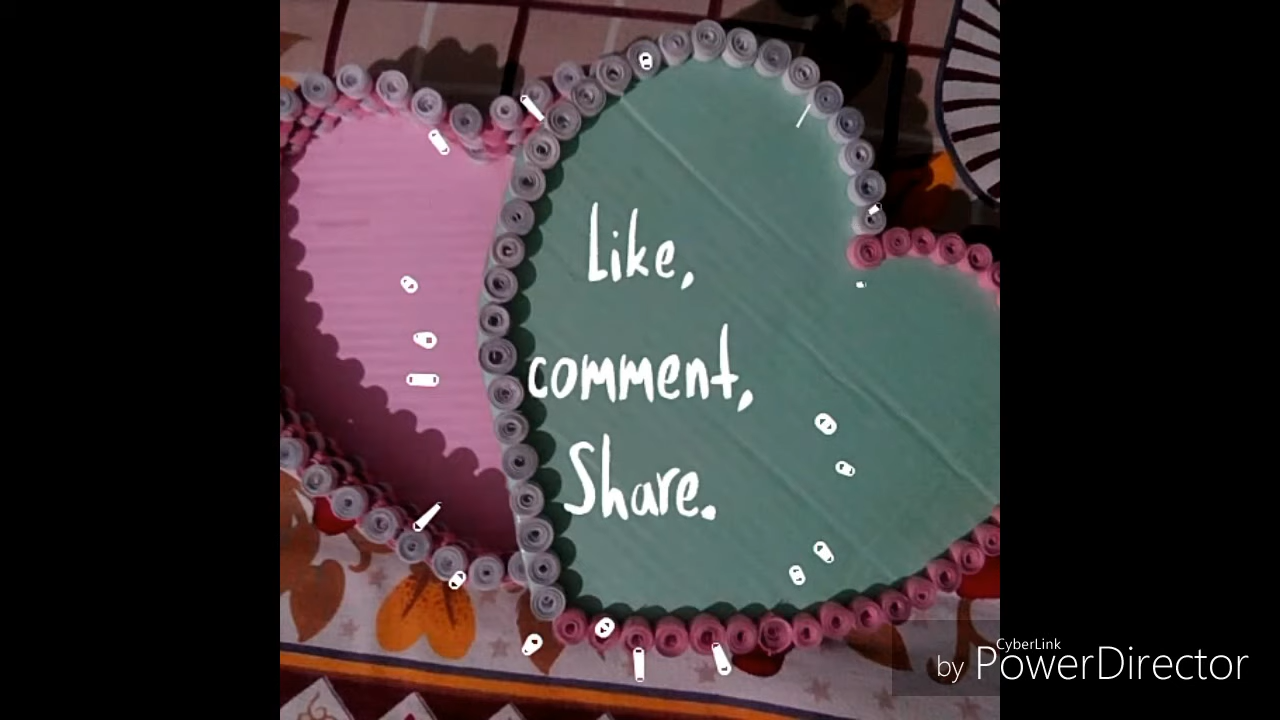 Like,
comment,
Share.
CyberLink
by PowerDirector